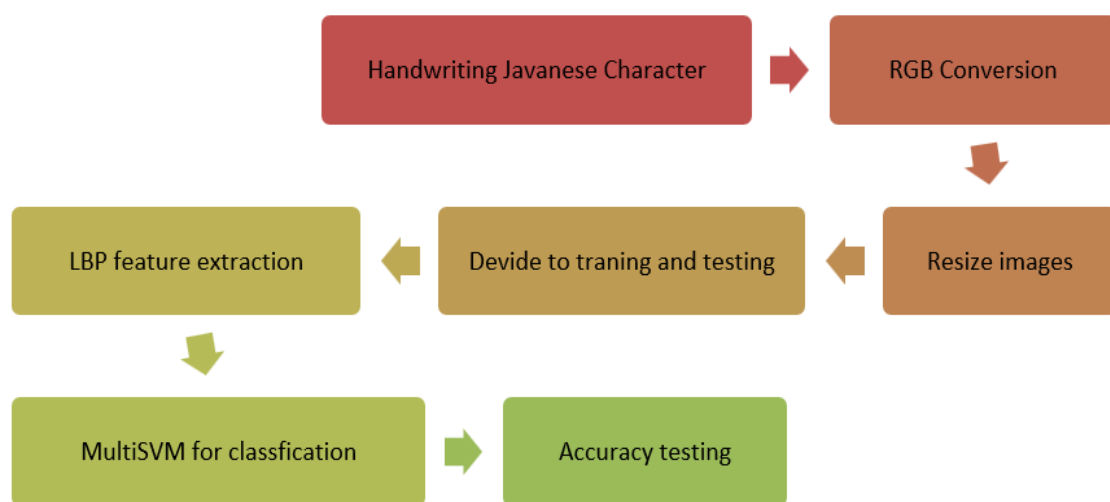 Handwriting Javanese Character
RGB Conversion
Resize images
Devide to traning and testing
LBP feature extraction
MultiSVM for classfication
Accuracy testing